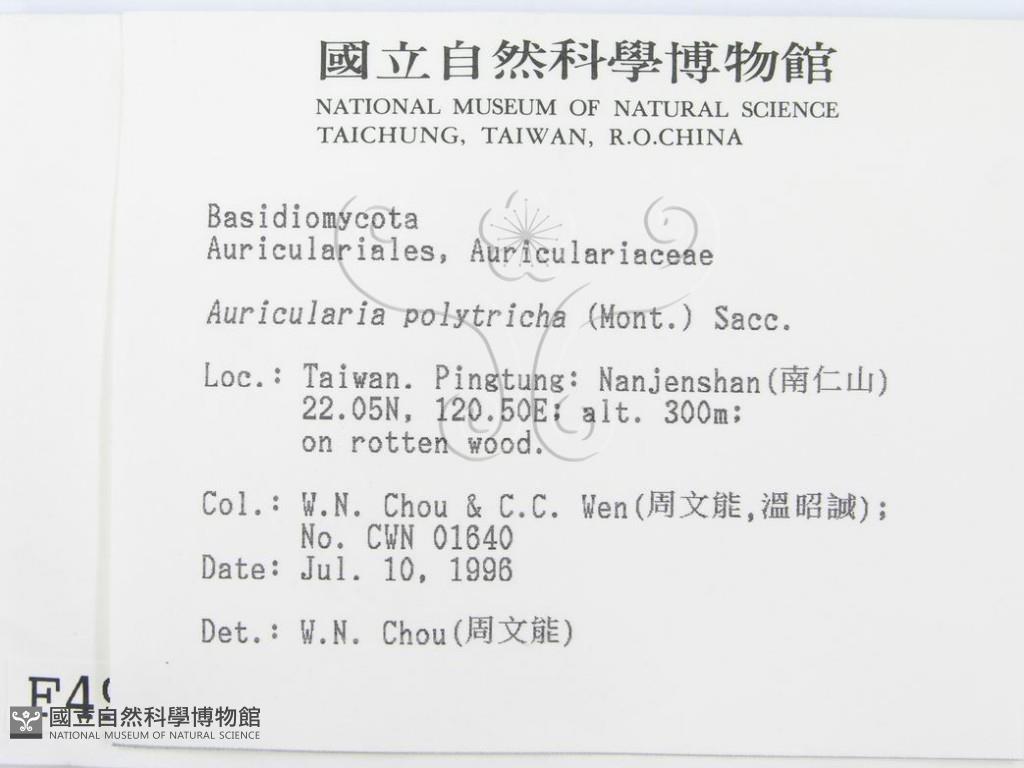 國立自然科學博物館
NATIONAL MUSEUM OF NATURAL SCIENCE
TAICHUNG, TAIWAN, R.O.CHINA
Basidiomycota
Auriculariales, Auriculariaceae
Auricularia polytricha (Mont.) Sacc.
Loc.: Taiwan. Pingtung: Nanjenshan(南仁山)
22.05N, 120.50E; alt. 300m;
on rotten wood.
Col.: W.N. Chou & C.C. Wen(周文能,溫昭誠);
No. CWN 01640
Date: Jul. 10, 1996
Det.: W.N. Chou(周文能)
國立自然科學博物館
NATIONAL MUSEUM OF NATURAL SCIENCE